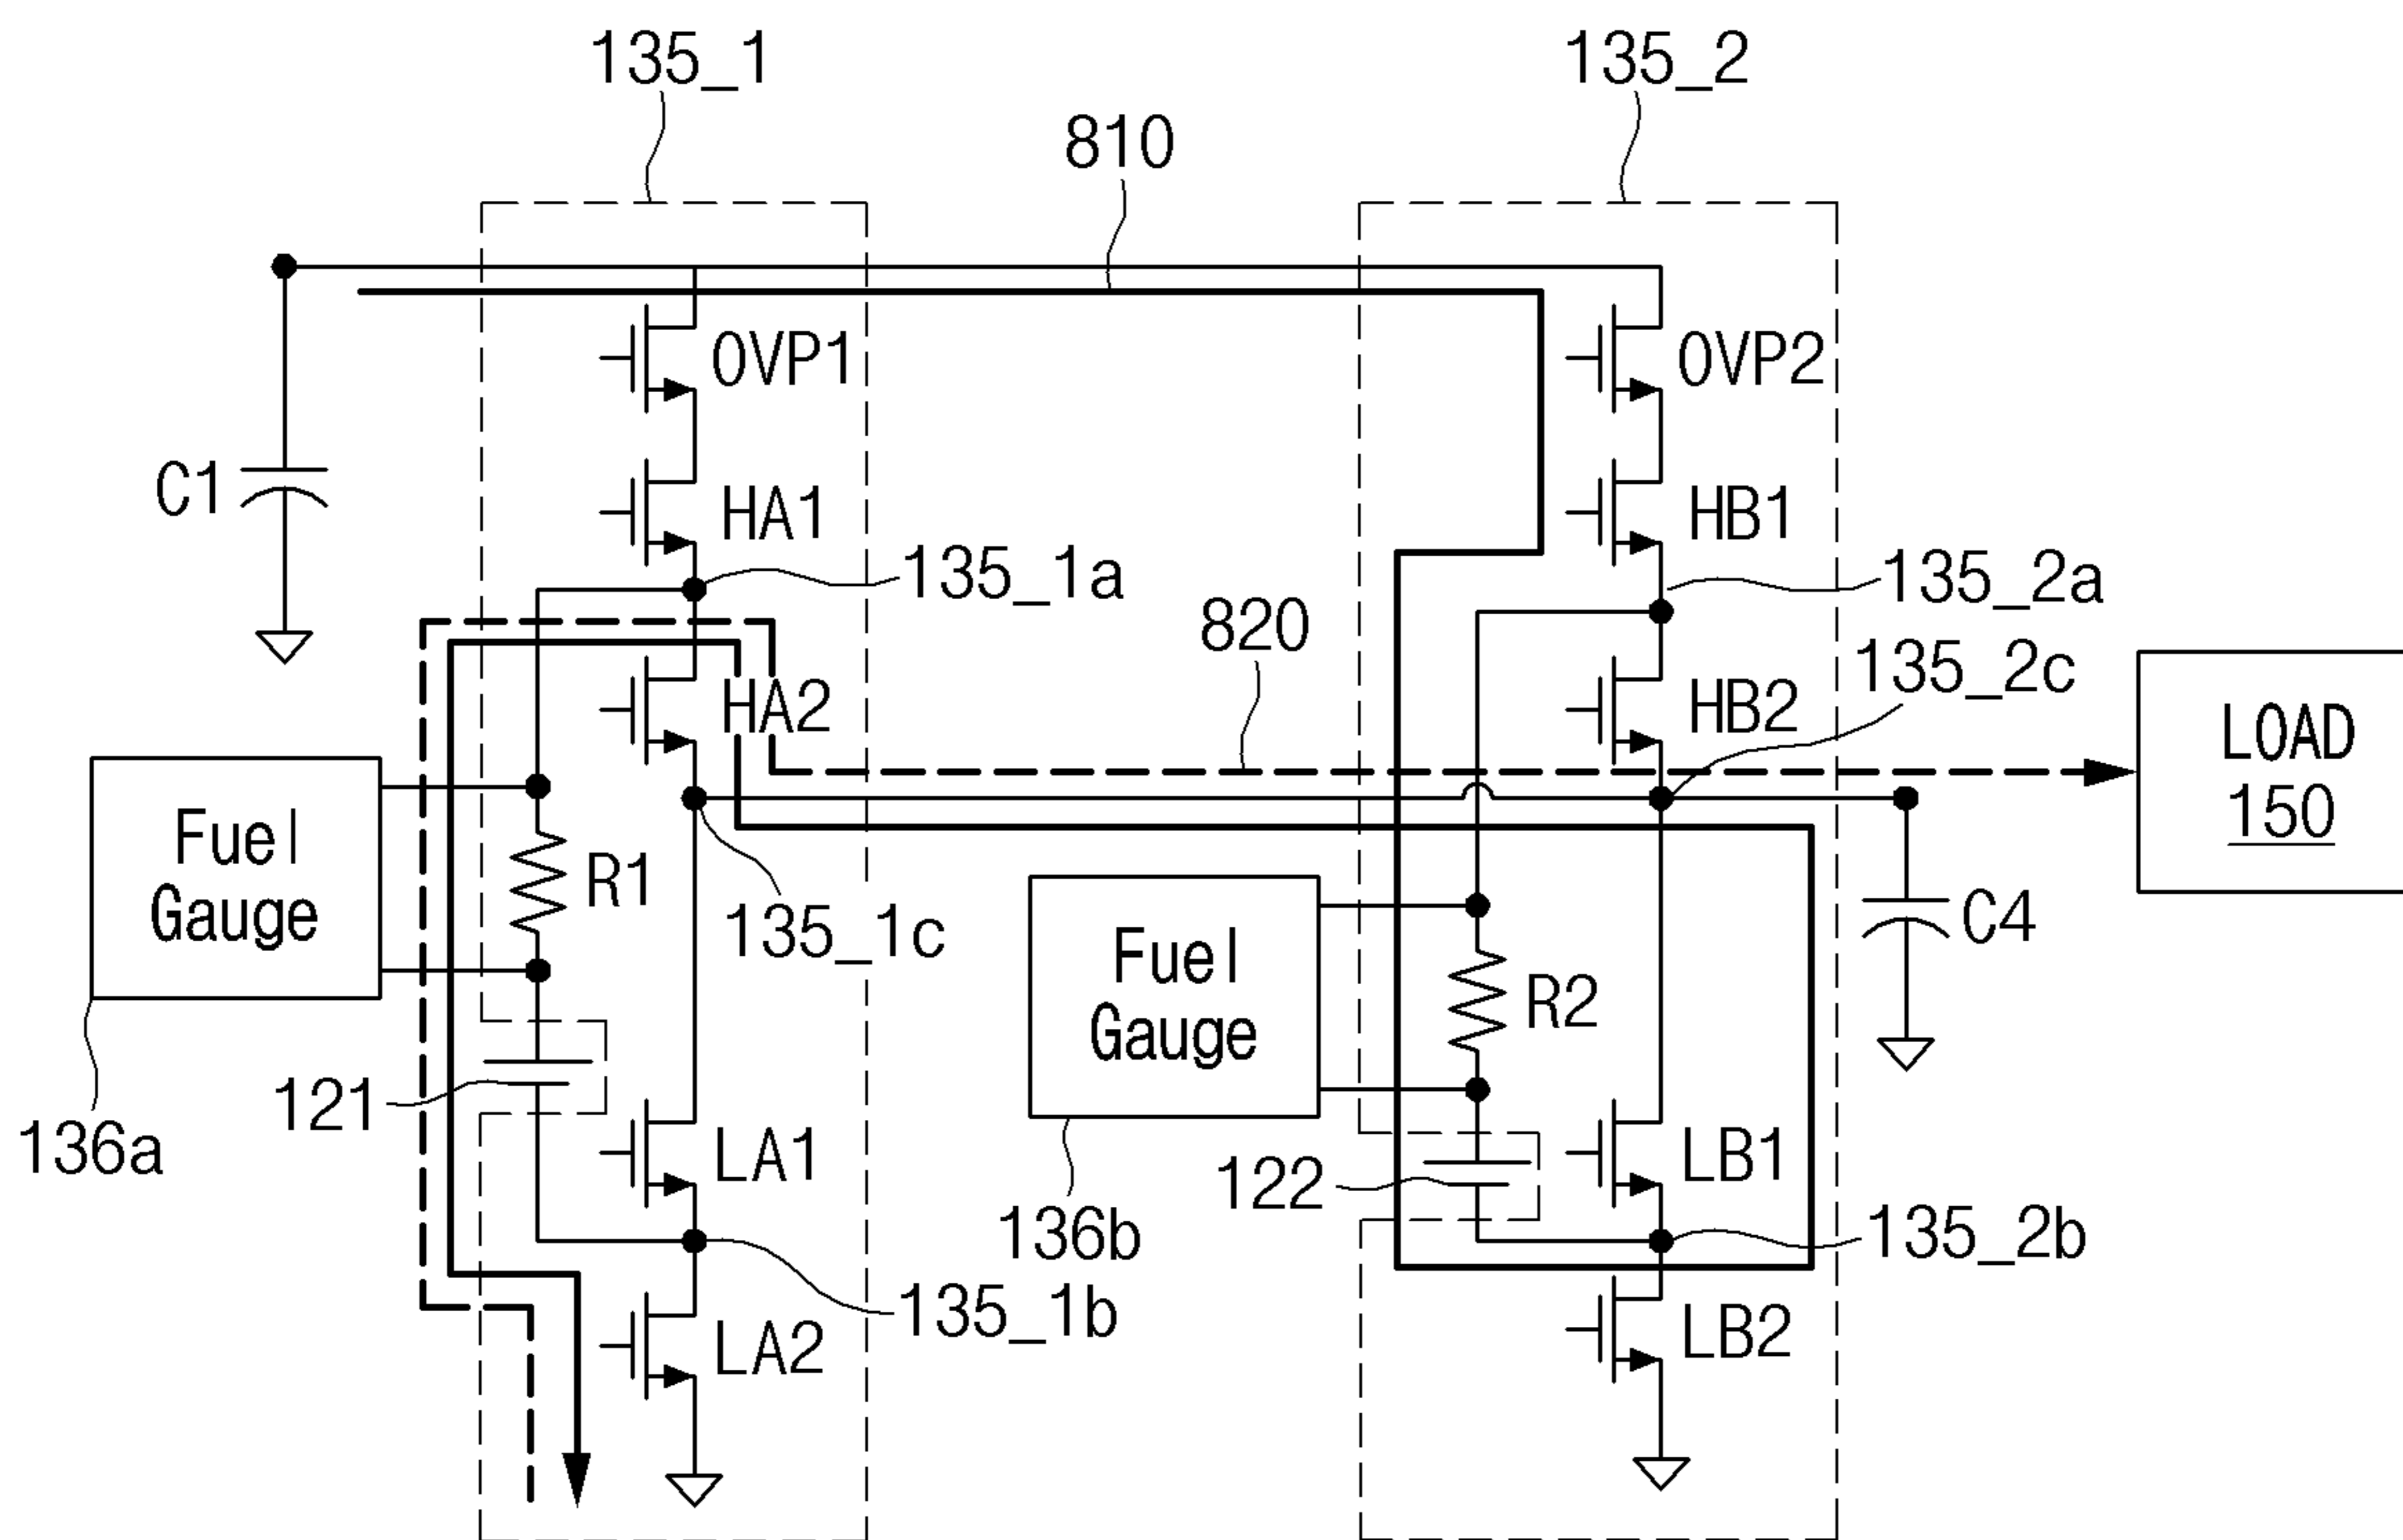 135_1
135_2
810
OVP1
OVP2
C1
HA1
HB1
135_1a
135_2a
820
135_2c
HA2
HB2
LOAD
150
Fuel
Gauge
R1
135_1c
C4
Fuel
Gauge
R2
121
136a
LA1
122
LB1
136b
135_2b
135_1b
LA2
LB2